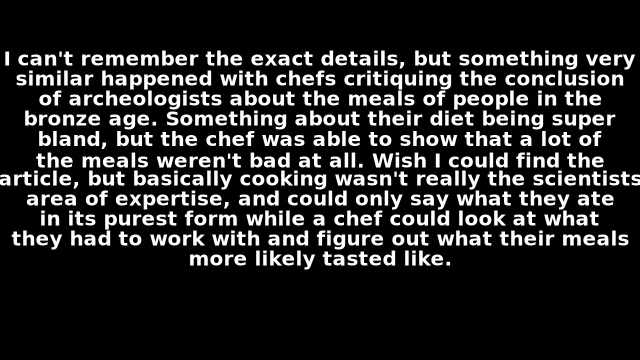 I can't remember the exact details, but something very
similar happened with chefs critiquing the conclusion
of archeologists about the meals of people in the
bronze age. Something about their diet being super
bland, but the chef was able to show that a lot of
the meals weren't bad at all. Wish I could find the
article, but basically cooking wasn't really the scientists
area of expertise, and could only say what they ate
in its purest form while a chef could look at what
they had to work with and figure out what their meals
more likely tasted like.